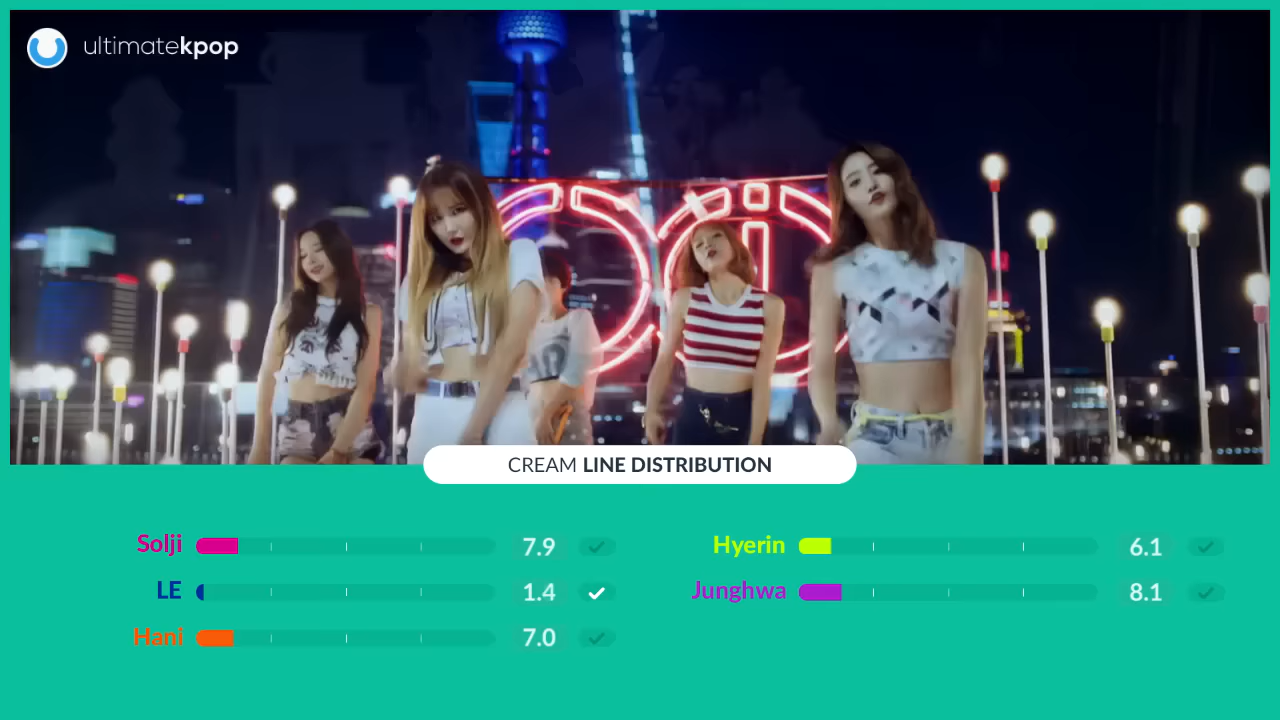 ultimatekpop
CREAM LINE DISTRIBUTION
Solji 7.9
LE 1.4
Hani 7.0
Hyerin 6.1
Junghwa 8.1